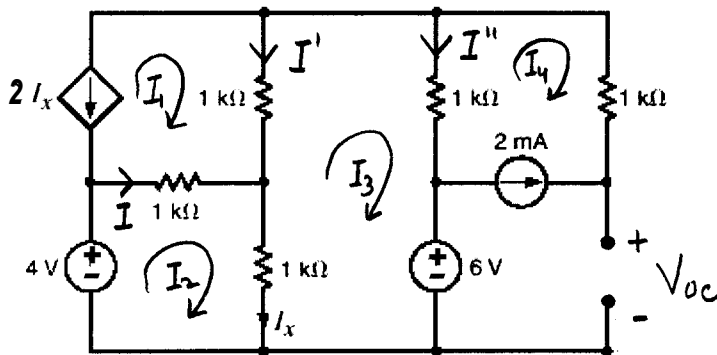 I' I''
2 Ix I1 1 kΩ 1 kΩ I4 1 kΩ
2 mA
I 1 kΩ I3
4 V + - I2 1 kΩ + - 6 V + Voc -
Ix